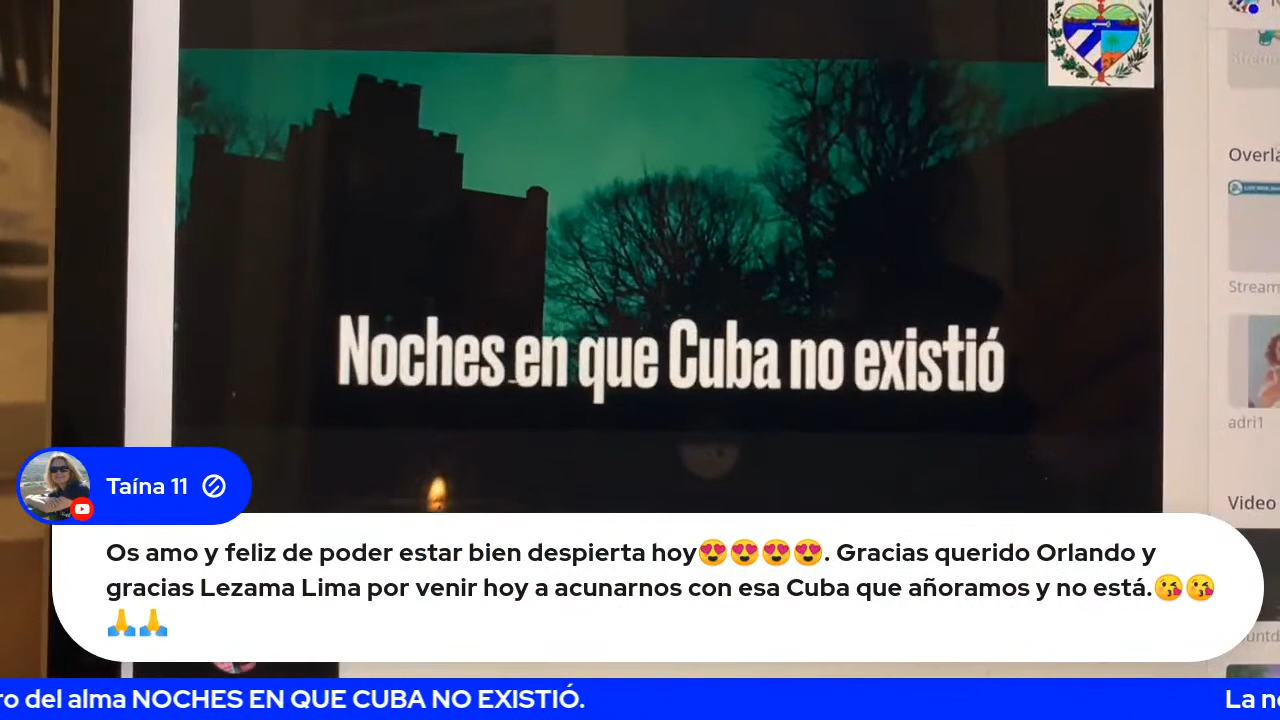 Overla
Stream
adri1
Video
Noches en que Cuba no existió
Taína 11
Os amo y feliz de poder estar bien despierta hoy😍😍😍😍. Gracias querido Orlando y
gracias Lezama Lima por venir hoy a acunarnos con esa Cuba que añoramos y no está.😘😘
🙏🙏
ro del alma NOCHES EN QUE CUBA NO EXISTIÓ.
La n